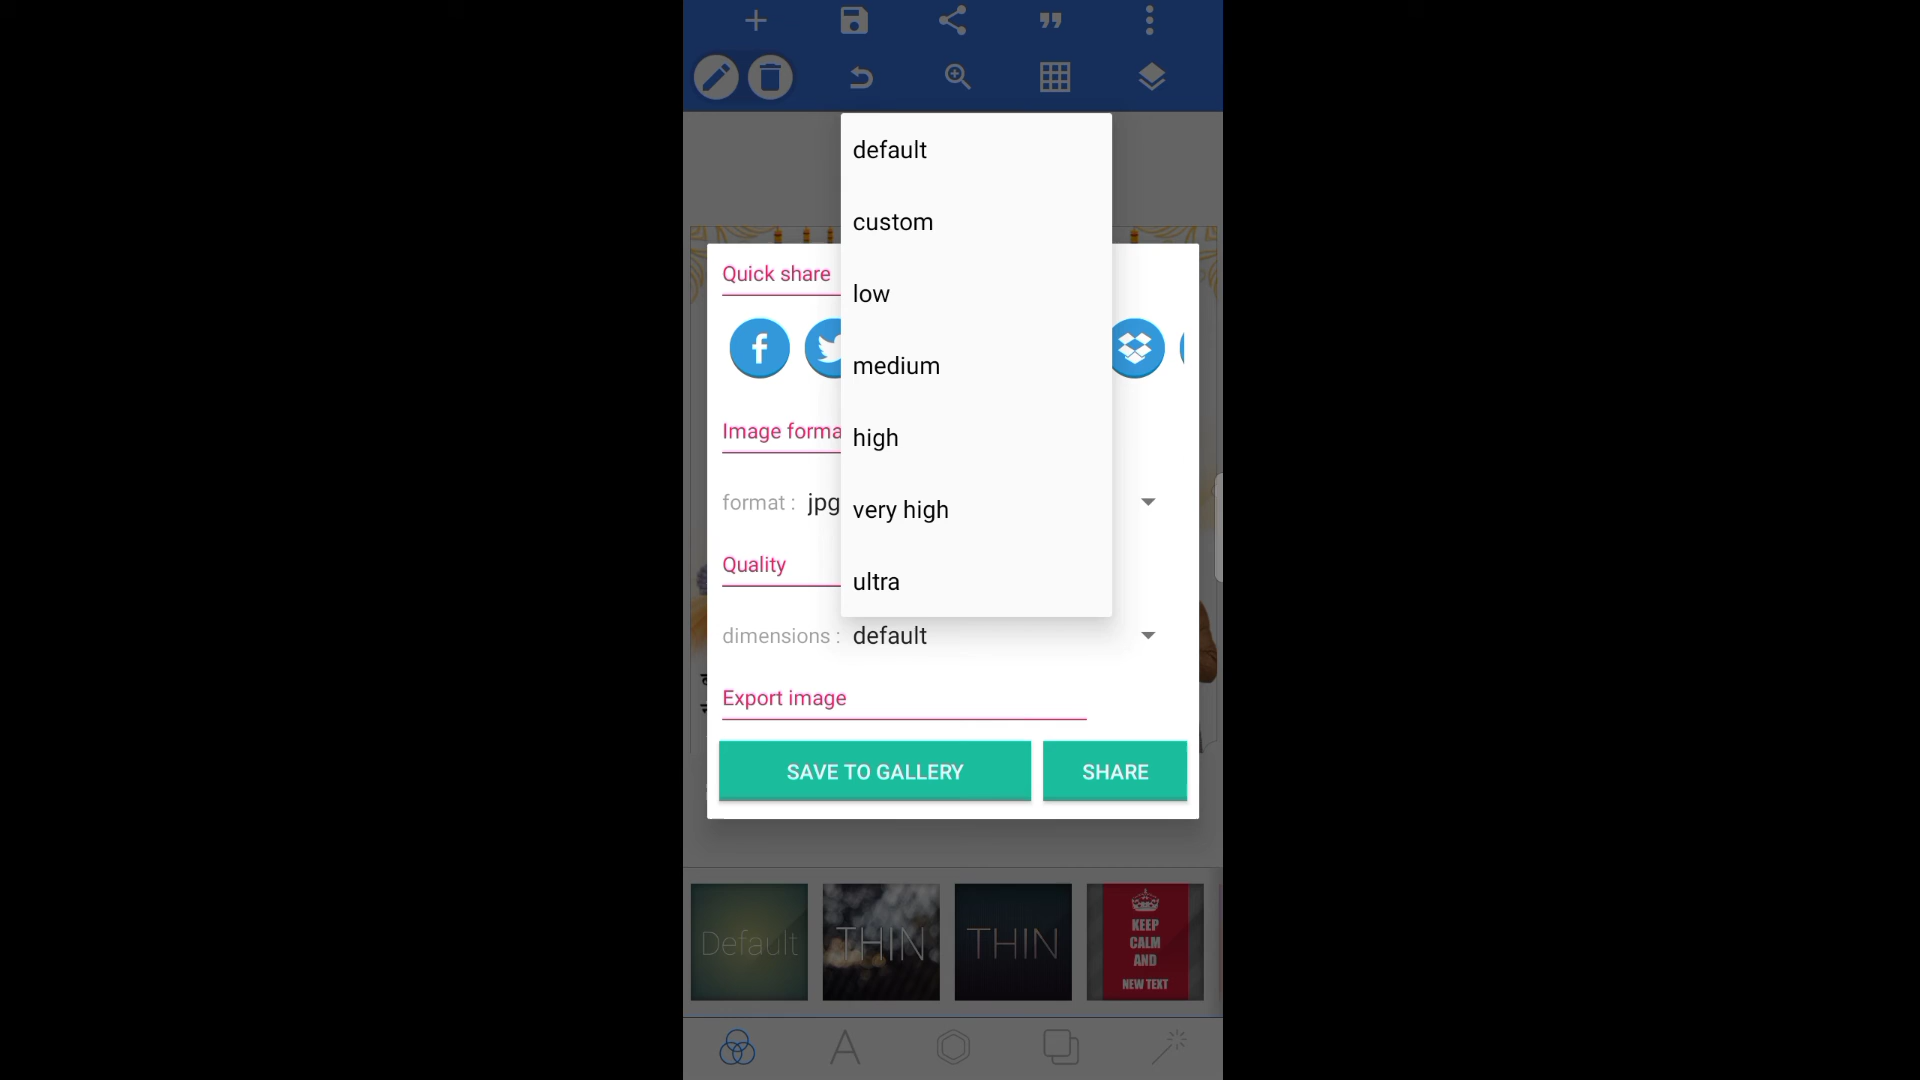 default
custom
Quick share
low
medium
Image forma
high
format : jpg
very high
Quality
ultra
dimensions : default
Export image
SAVE TO GALLERY
SHARE
Default
THIN
THIN
KEEP
CALM
AND
NEW TEXT